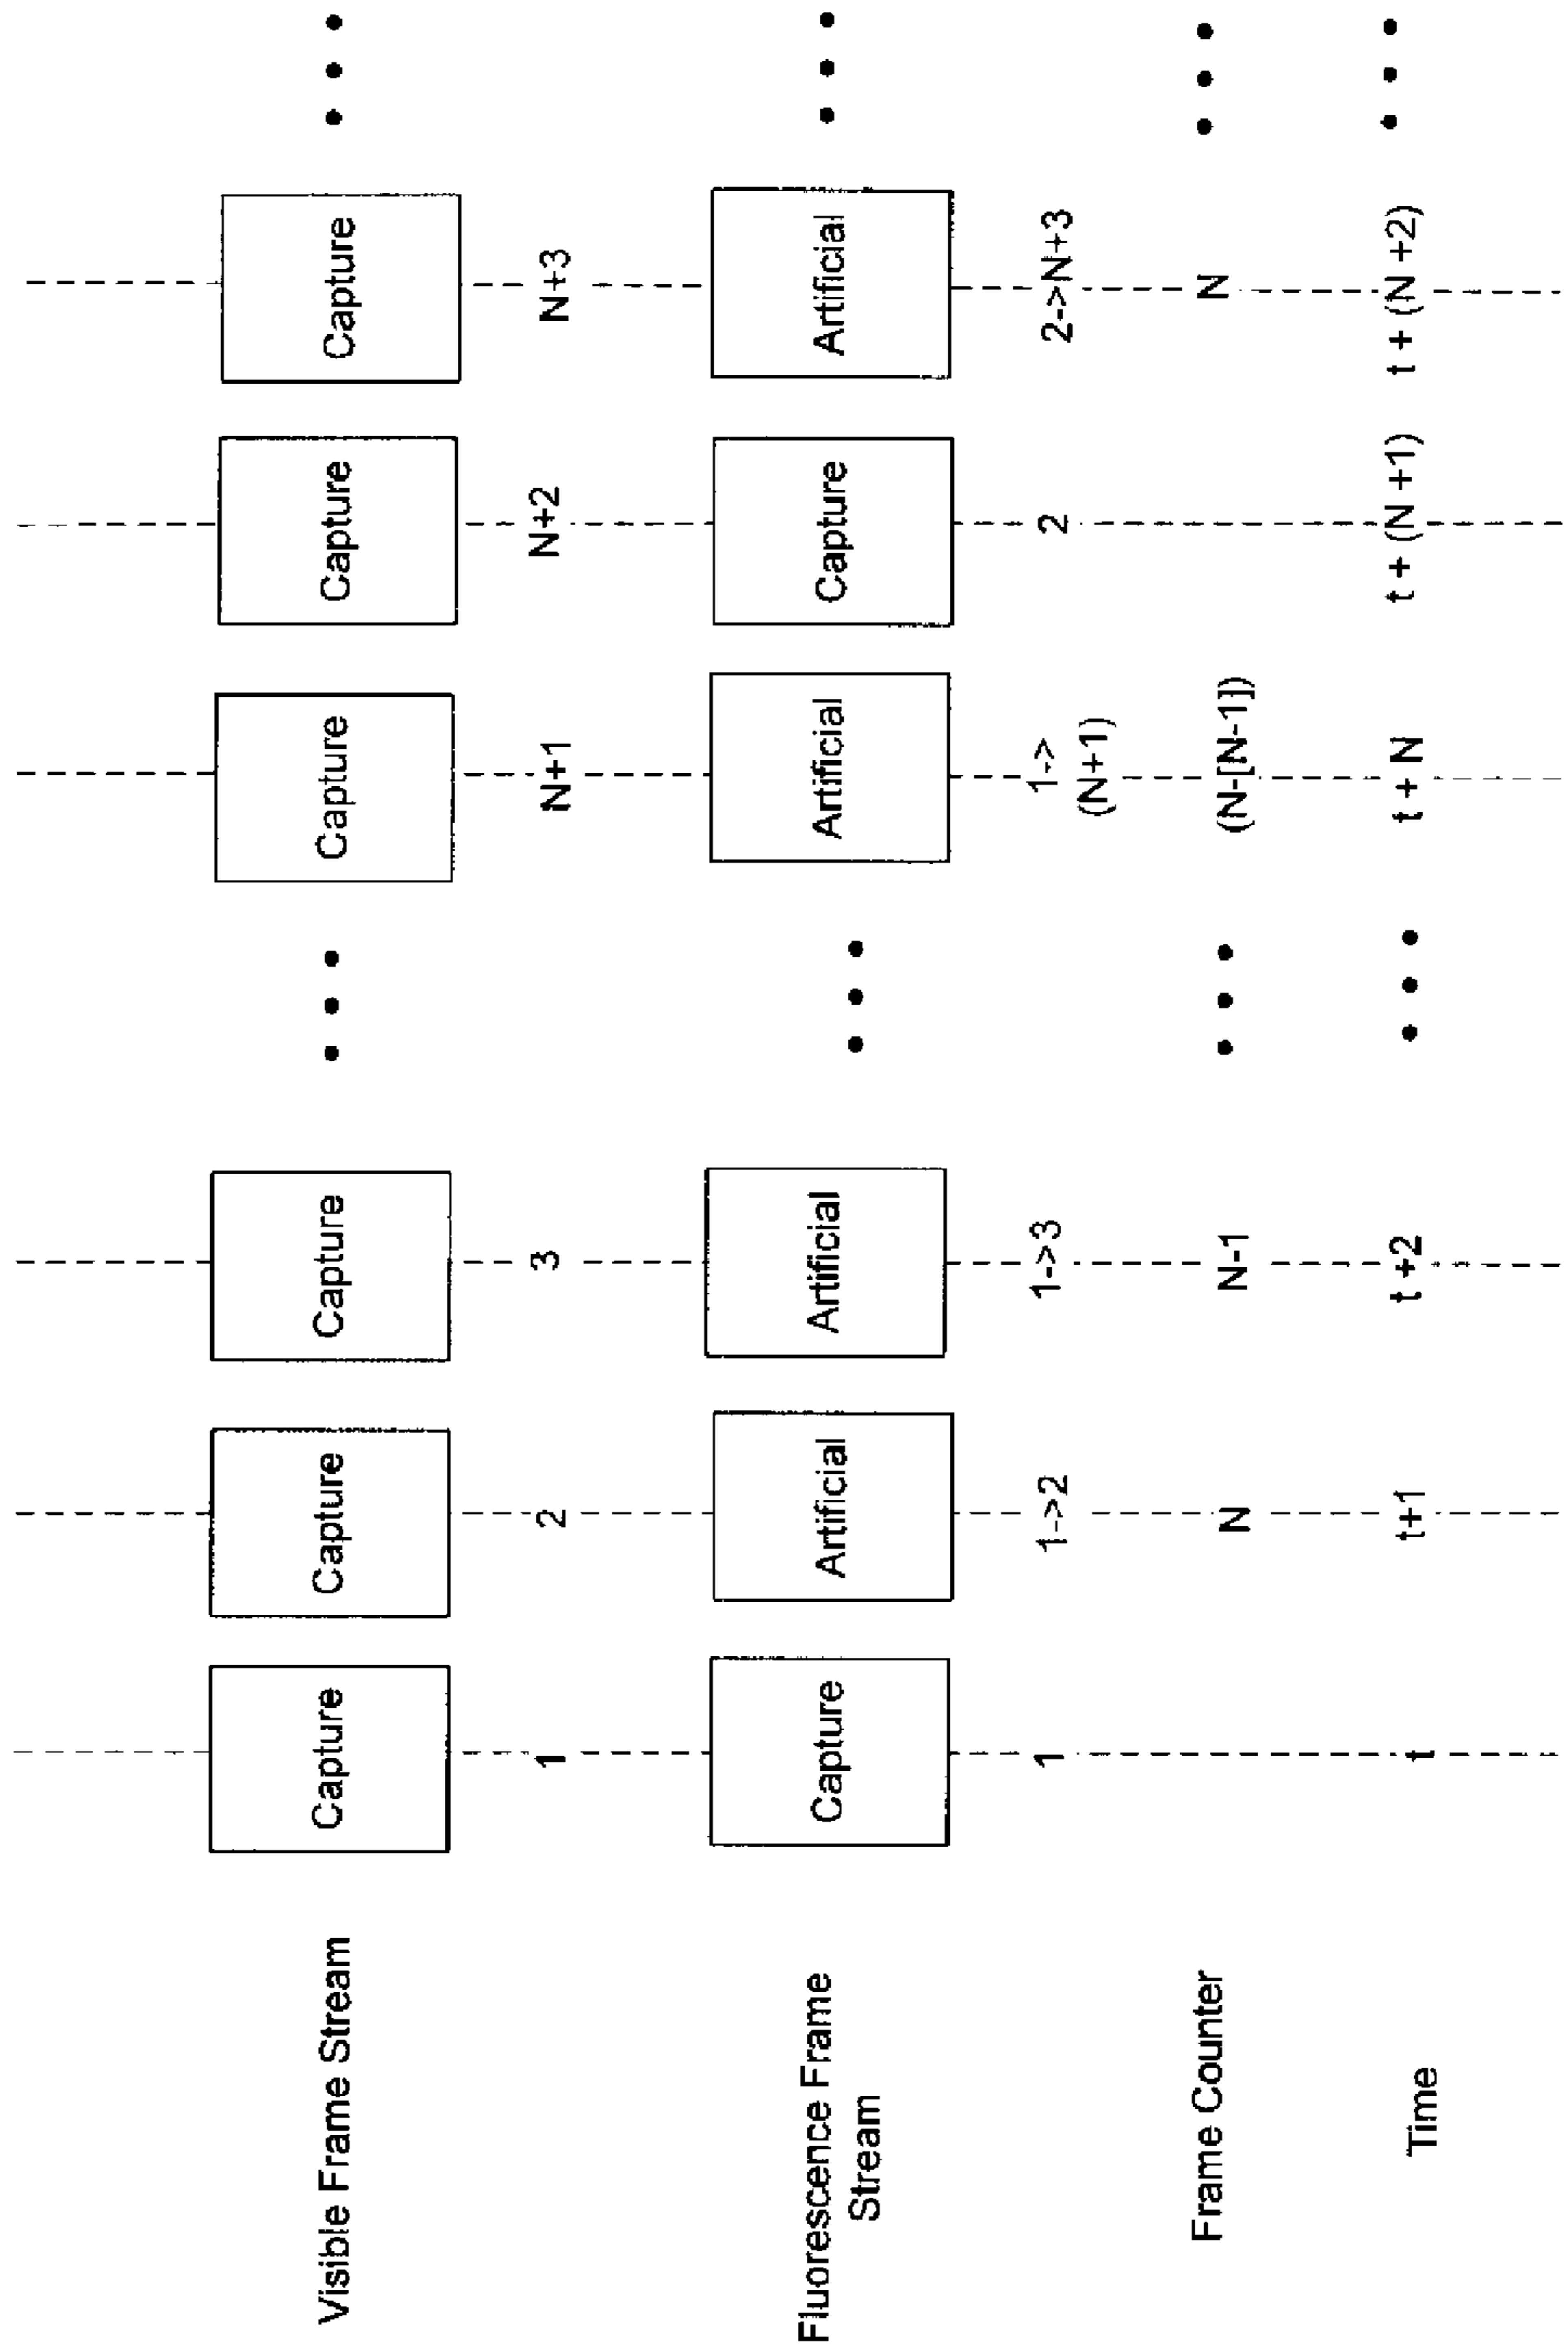 Visible Frame Stream
Capture
Capture
Capture
Capture
Capture
Capture
1
2
3
N+1
N+2
N+3
Fluorescence Frame
Stream
Capture
Artificial
Artificial
Artificial
Capture
Artificial
1
1->2
1->3
1->
(N+1)
2
2->N+3
Frame Counter
N
N-1
(N-[N-1])
N
Time
t
t+1
t +2
t + N
t + (N +1)
t + (N +2)